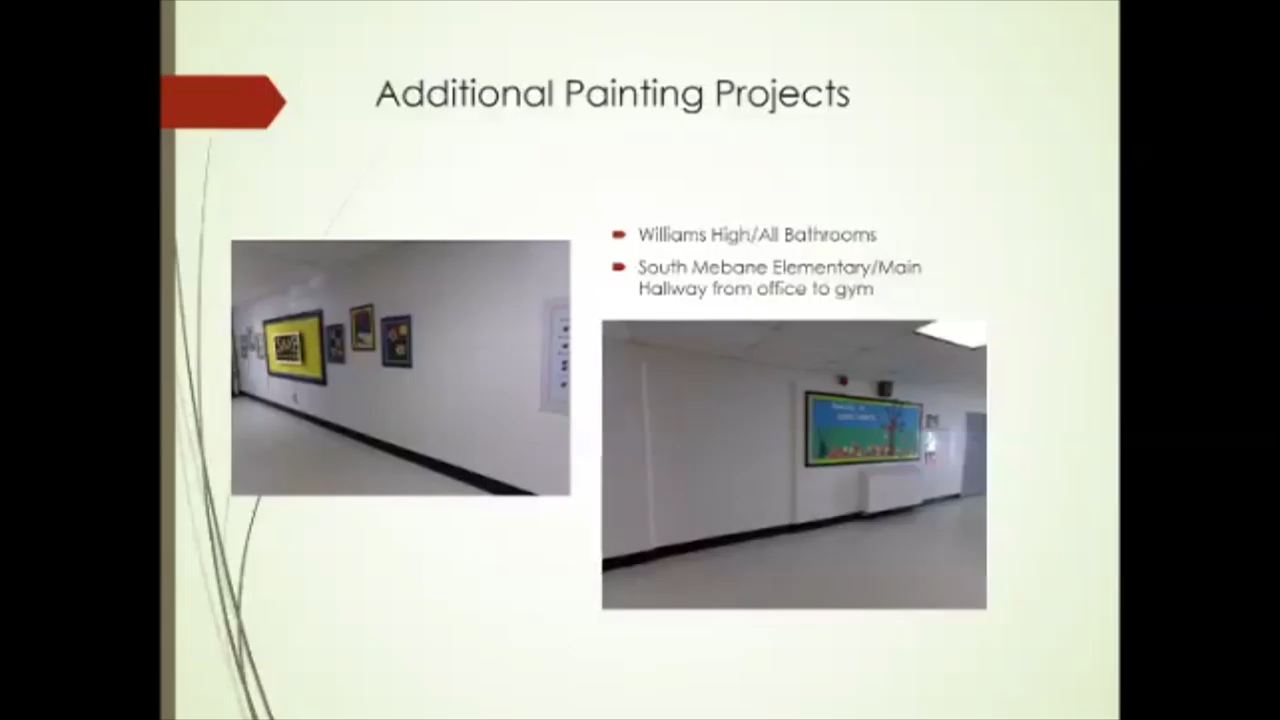 Additional Painting Projects
Williams High/All Bathrooms
South Mebane Elementary/Main
Hallway from office to gym